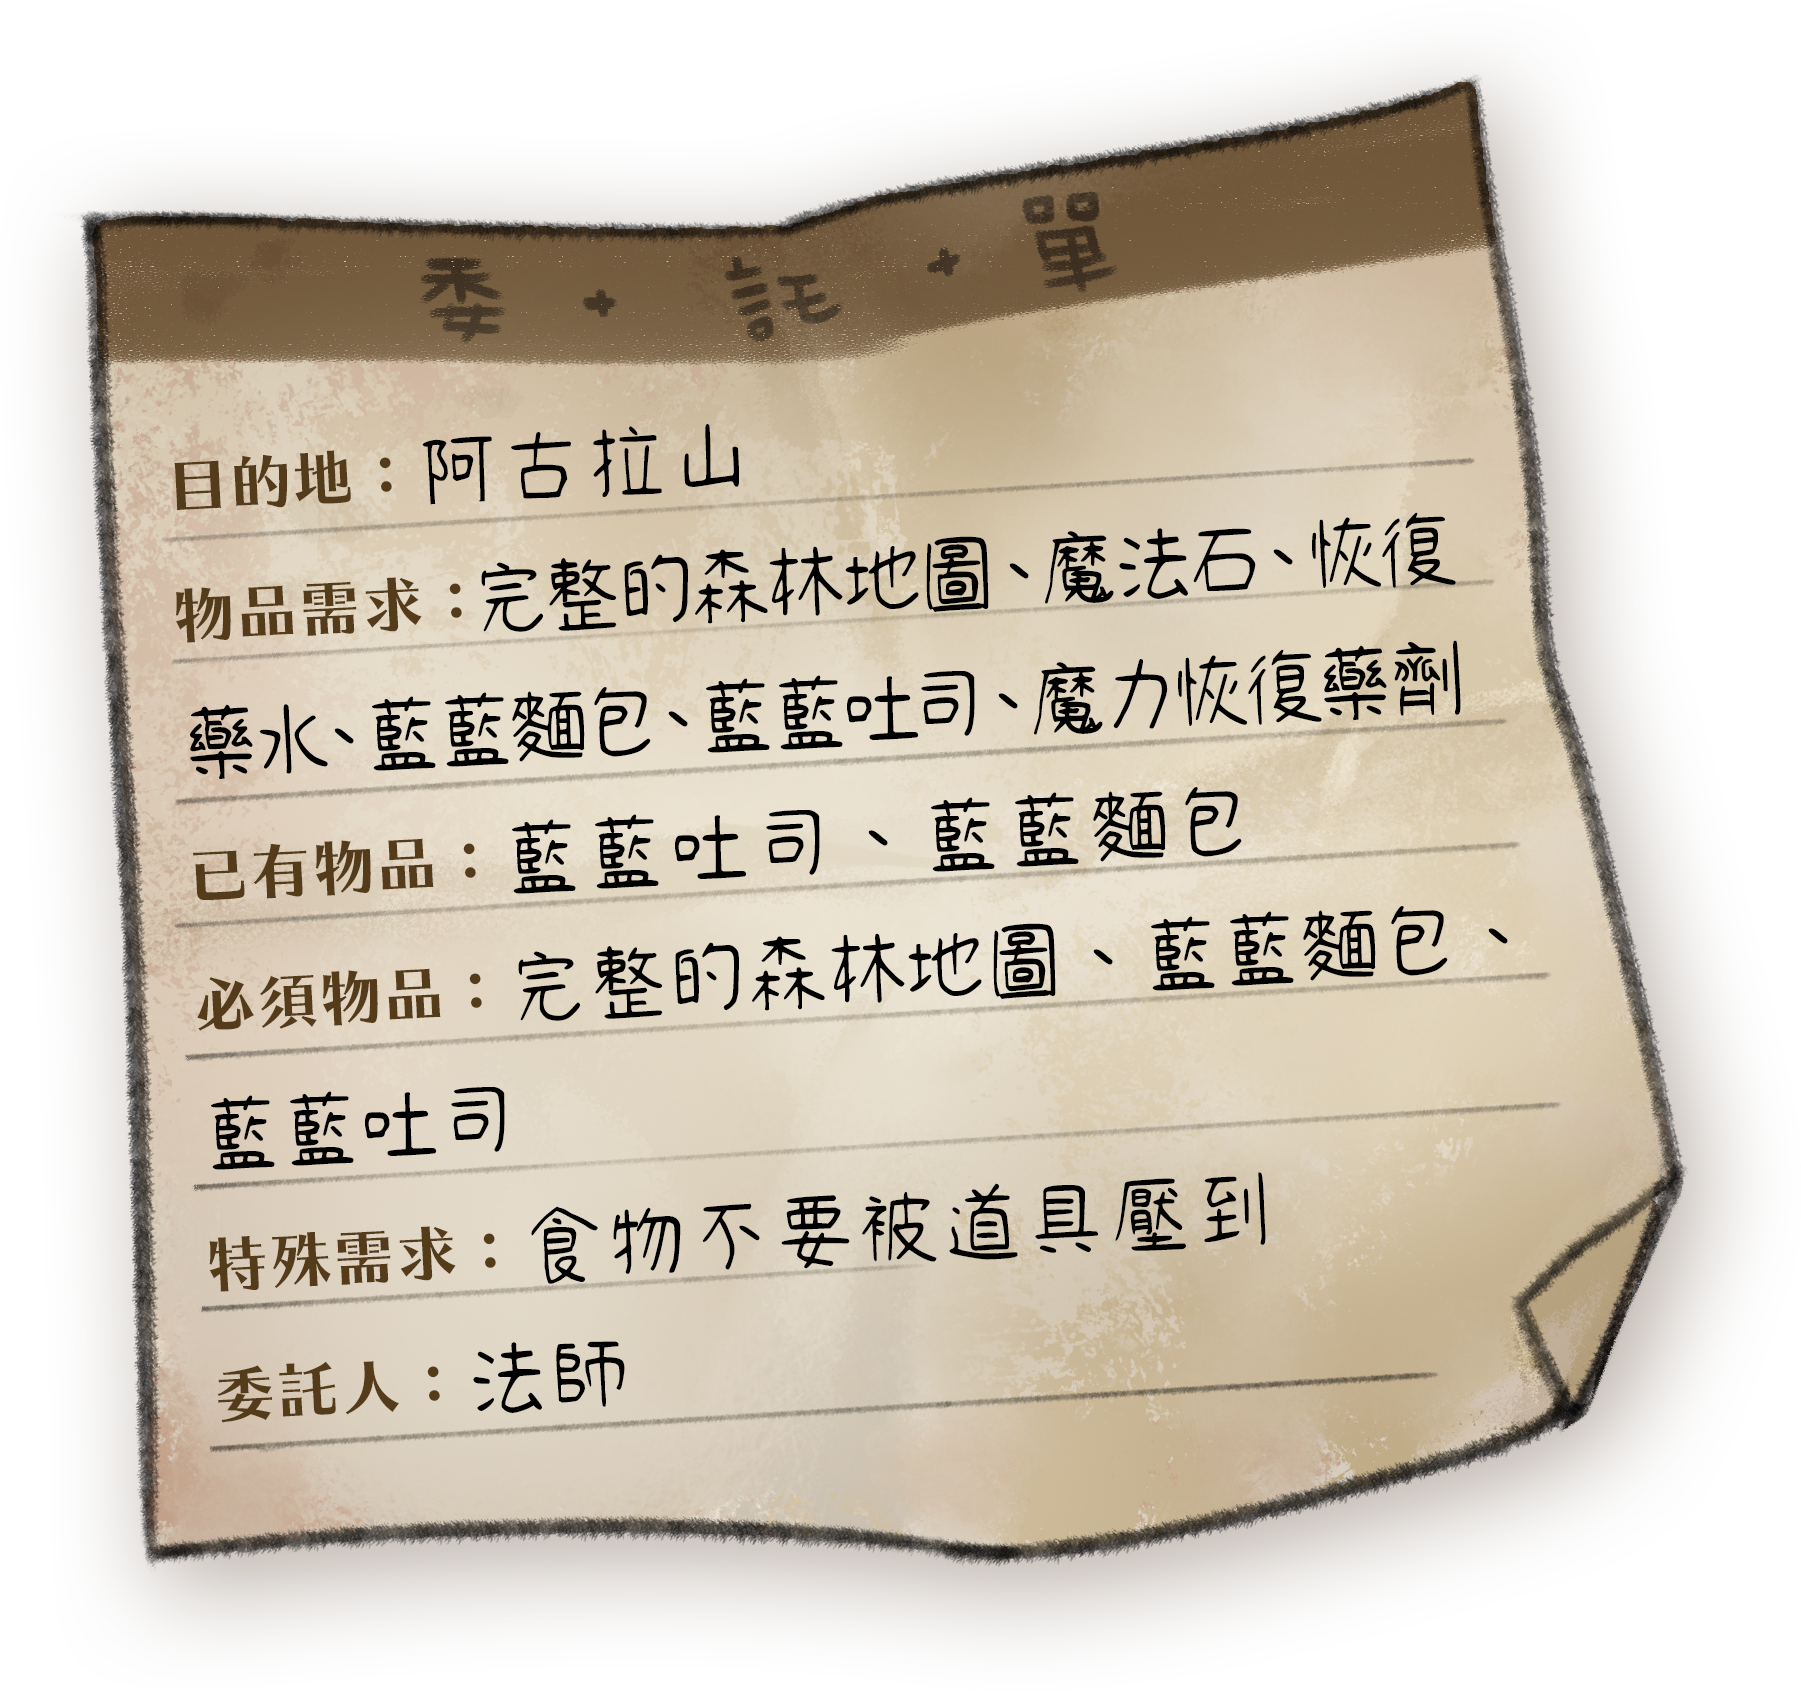 委・託・單
目的地：阿古拉山
物品需求：完整的森林地圖、魔法石、恢復
藥水、藍藍麵包、藍藍吐司、魔力恢復藥劑
已有物品：藍藍吐司、藍藍麵包
必須物品：完整的森林地圖、藍藍麵包、
藍藍吐司
特殊需求：食物不要被道具壓到
委託人：法師